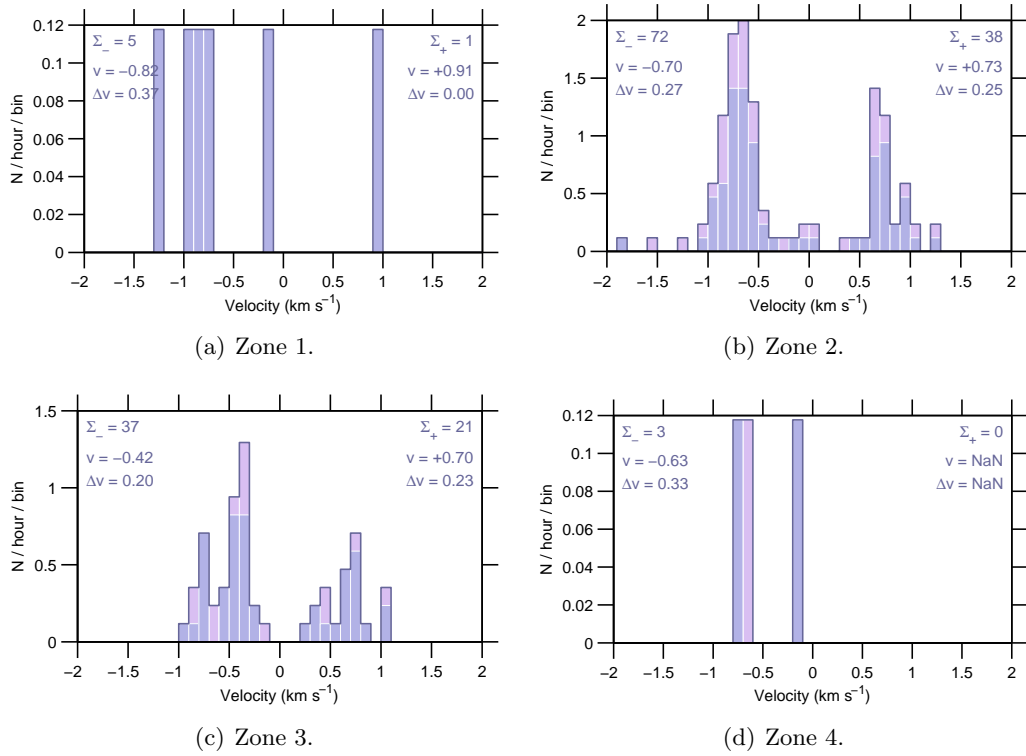 0.12
0.1
0.08
0.06
0.04
0.02
0
N / hour / bin
Σ_ = 5
v = −0.82
Δv = 0.37
Σ+ = 1
v = +0.91
Δv = 0.00
−2 −1.5 −1 −0.5 0 0.5 1 1.5 2
Velocity (km s⁻¹)
(a) Zone 1.
2
1.5
1
0.5
0
N / hour / bin
Σ_ = 72
v = −0.70
Δv = 0.27
Σ+ = 38
v = +0.73
Δv = 0.25
−2 −1.5 −1 −0.5 0 0.5 1 1.5 2
Velocity (km s⁻¹)
(b) Zone 2.
1.5
1
0.5
0
N / hour / bin
Σ_ = 37
v = −0.42
Δv = 0.20
Σ+ = 21
v = +0.70
Δv = 0.23
−2 −1.5 −1 −0.5 0 0.5 1 1.5 2
Velocity (km s⁻¹)
(c) Zone 3.
0.12
0.1
0.08
0.06
0.04
0.02
0
N / hour / bin
Σ_ = 3
v = −0.63
Δv = 0.33
Σ+ = 0
v = NaN
Δv = NaN
−2 −1.5 −1 −0.5 0 0.5 1 1.5 2
Velocity (km s⁻¹)
(d) Zone 4.